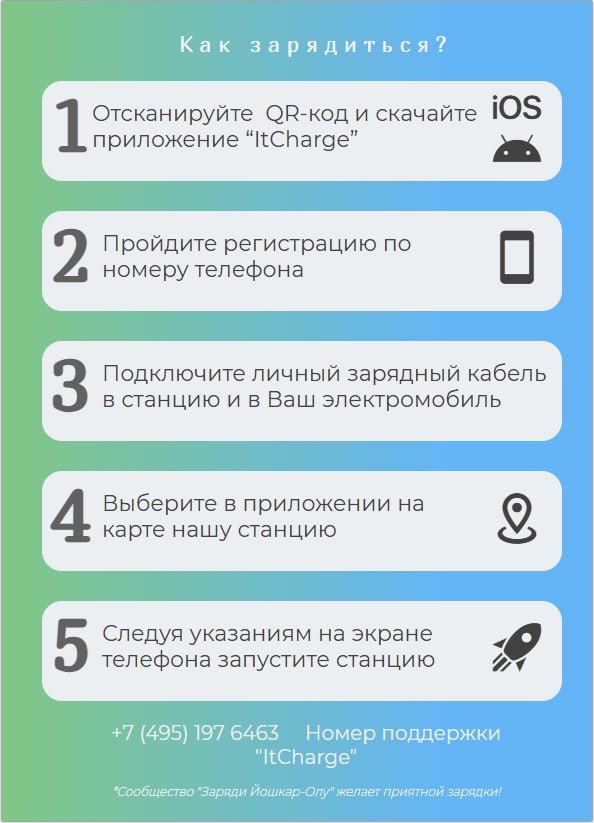 Как зарядиться?
1
Отсканируйте  QR-код и скачайте
приложение “ItCharge”
iOS
2
Пройдите регистрацию по
номеру телефона
3
Подключите личный зарядный кабель
в станцию и в Ваш электромобиль
4
Выберите в приложении на
карте нашу станцию
5
Следуя указаниям на экране
телефона запустите станцию
+7 (495) 197 6463     Номер поддержки
"ItCharge"
*Сообщество "Заряди Йошкар-Олу" желает приятной зарядки!